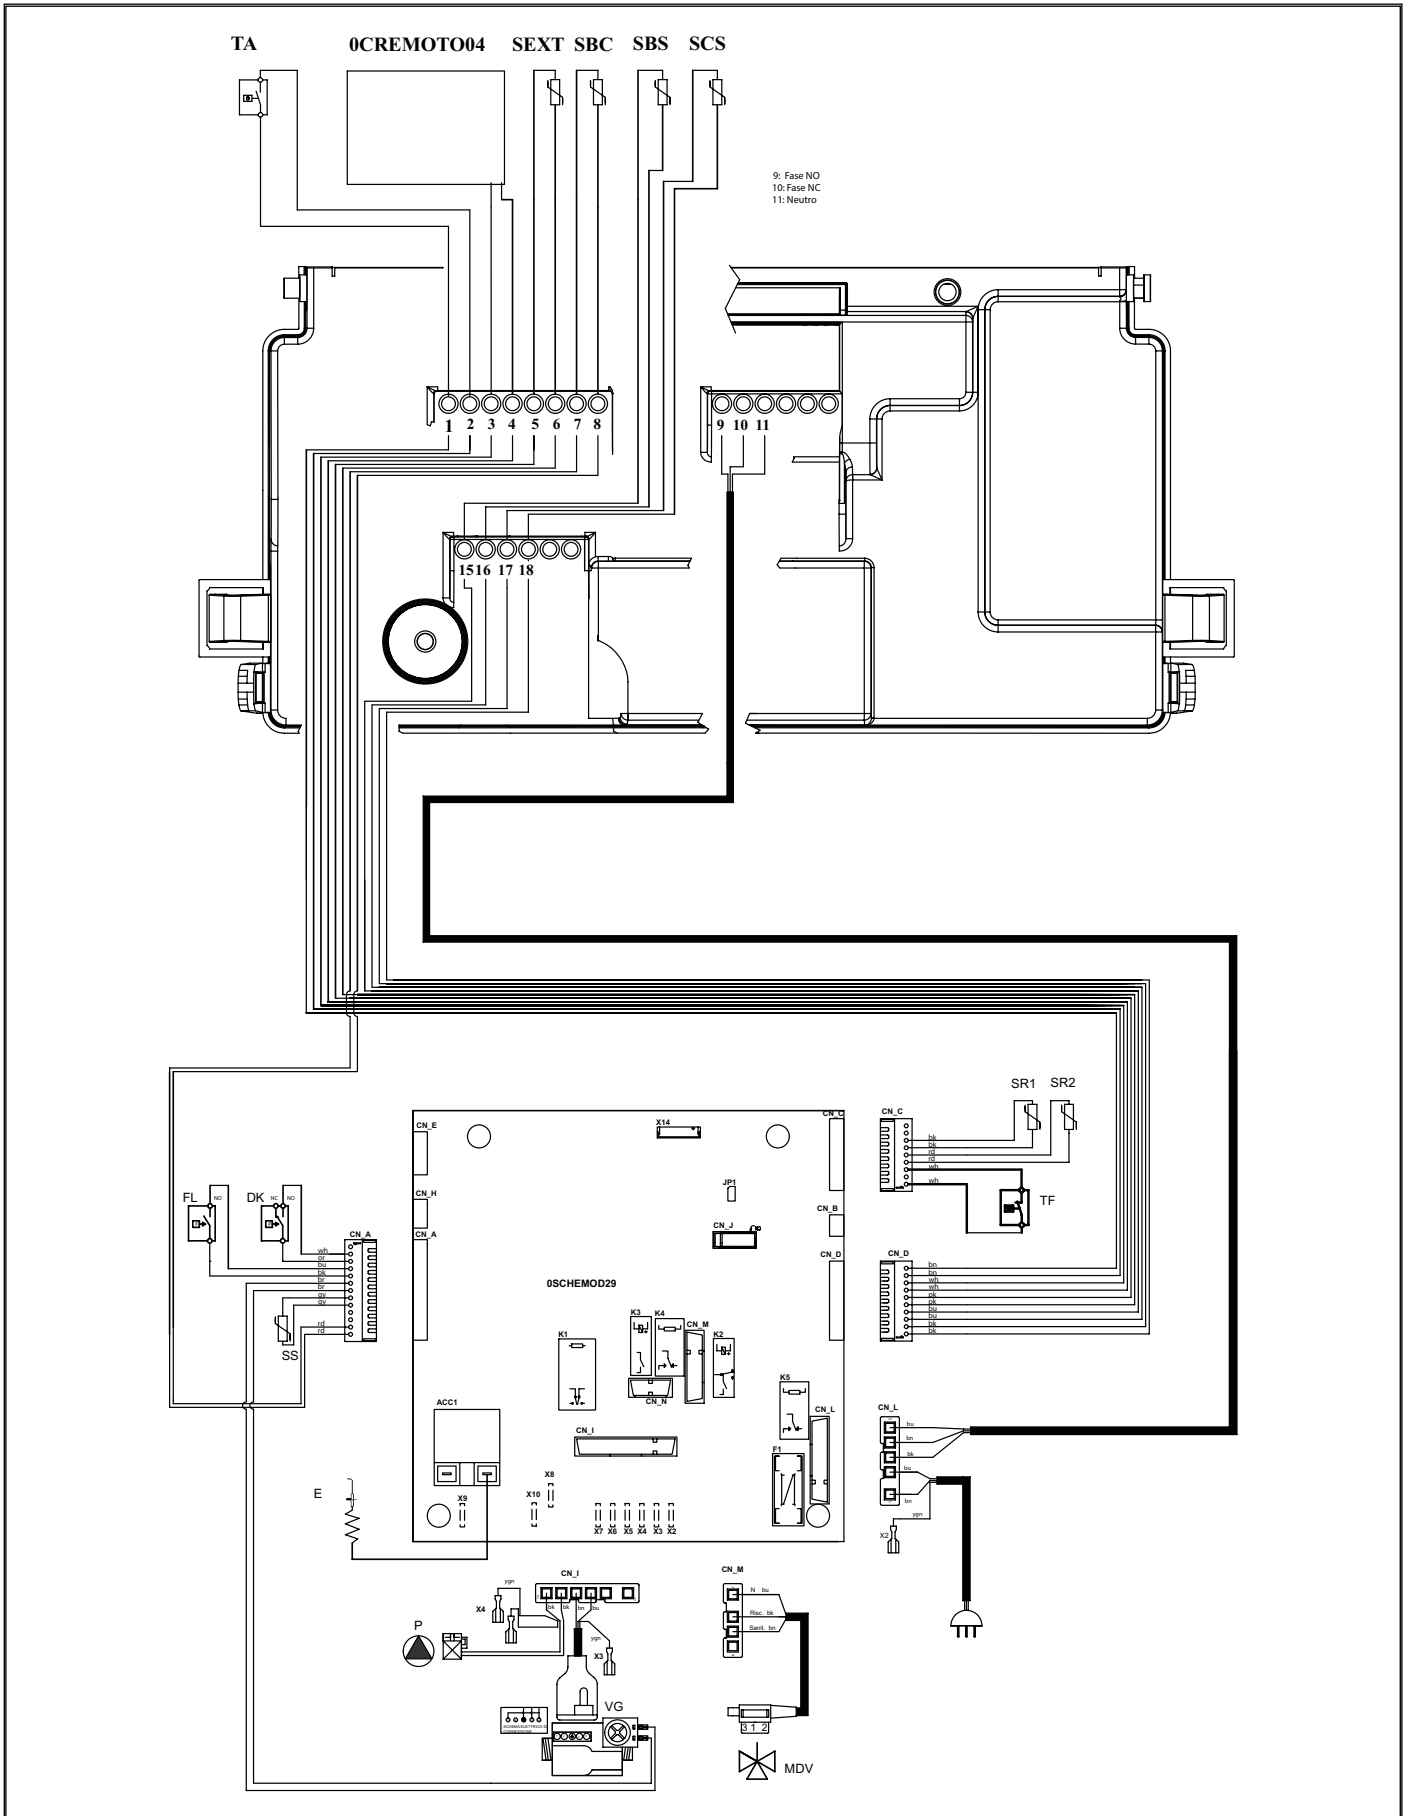 TA 0CREMOTO04 SEXT SBC SBS SCS
9: Fase NO
10: Fase NC
11: Neutro
1 2 3 4 5 6 7 8
9 10 11
15 16 17 18
SR1 SR2
CN_C
bk
bk
rd
rd
wh
wh
TF
CN_E
X14
CN_C
CN_H
JP1
CN_B
CN_A
CN_J
CN_D
0SCHEMOD29
K3 K4
CN_M
K1
K2
K5
CN_N
ACC1
CN_L
CN_I
F1
X8
X9
X10
X7 X6 X5 X4 X3 X2
FL NO
DK NC NO
CN_A
wh
or
bu
bk
br
br
gy
gy
rd
rd
SS
CN_D
bn
bn
wh
wh
pk
pk
bu
bu
bk
bk
CN_L
bu
bn
bk
bu
bn
ygn
X2
E
CN_I
ygn
X4
bk bk bn bu
P
ygn
X3
VG
SCHEMA ELETTRICO DI
CONNESSIONE
CN_M
N bu
Risc. bk
Sanit. bn
3 1 2
MDV